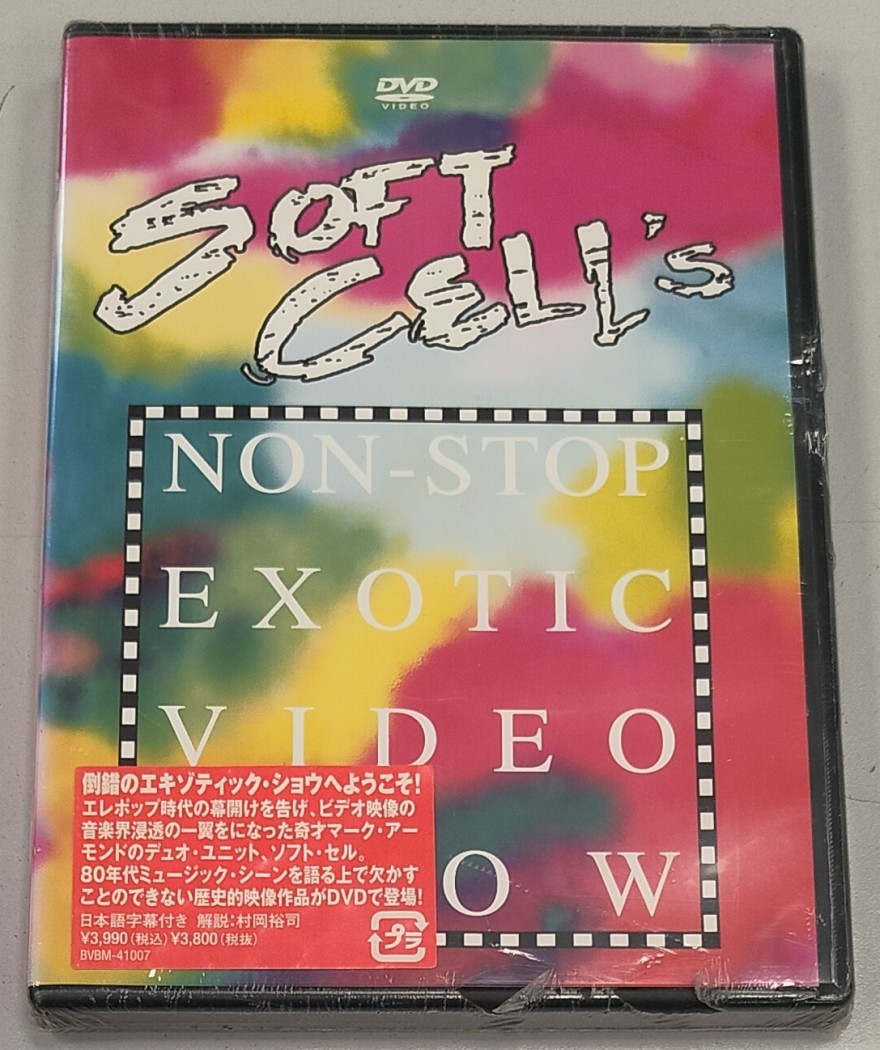 DVD
VIDEO
SOFT
CELL's
NON-STOP
EXOTIC
VIDEO
OW
倒錯のエキゾティック・ショウへようこそ!
エレポップ時代の幕開けを告げ、ビデオ映像の
音楽界浸透の一翼をになった奇才マーク・アー
モンドのデュオ・ユニット、ソフト・セル。
80年代ミュージック・シーンを語る上で欠かす
ことのできない歴史的映像作品がDVDで登場!
日本語字幕付き 解説:村岡裕司
¥3,990(税込)¥3,800(税抜)
BVBM-41007
プラ